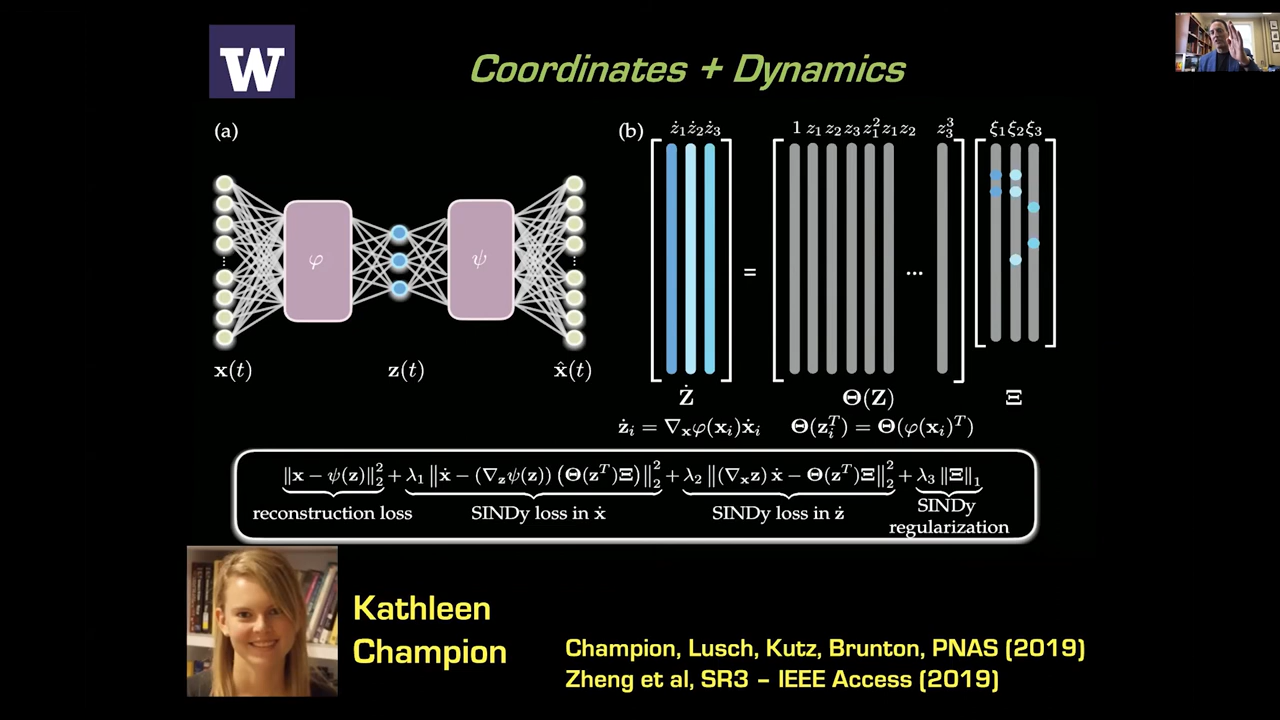 W
Coordinates + Dynamics
(a)
φ
ψ
x(t)
z(t)
x̂(t)
(b)
ż₁ ż₂ ż₃
1 z₁ z₂ z₃ z₁² z₁z₂ z₃³
ξ₁ ξ₂ ξ₃
=
...
Ż
Θ(Z)
Ξ
żᵢ = ∇ₓφ(xᵢ)ẋᵢ Θ(zᵢᵀ) = Θ(φ(xᵢ)ᵀ)
‖x − ψ(z)‖₂² + λ₁ ‖ẋ − (∇_zψ(z)) (Θ(zᵀ)Ξ)‖₂² + λ₂ ‖(∇ₓz) ẋ − Θ(zᵀ)Ξ‖₂² + λ₃ ‖Ξ‖₁
reconstruction loss
SINDy loss in ẋ
SINDy loss in ż
SINDy
regularization
Kathleen
Champion
Champion, Lusch, Kutz, Brunton, PNAS (2019)
Zheng et al, SR3 – IEEE Access (2019)